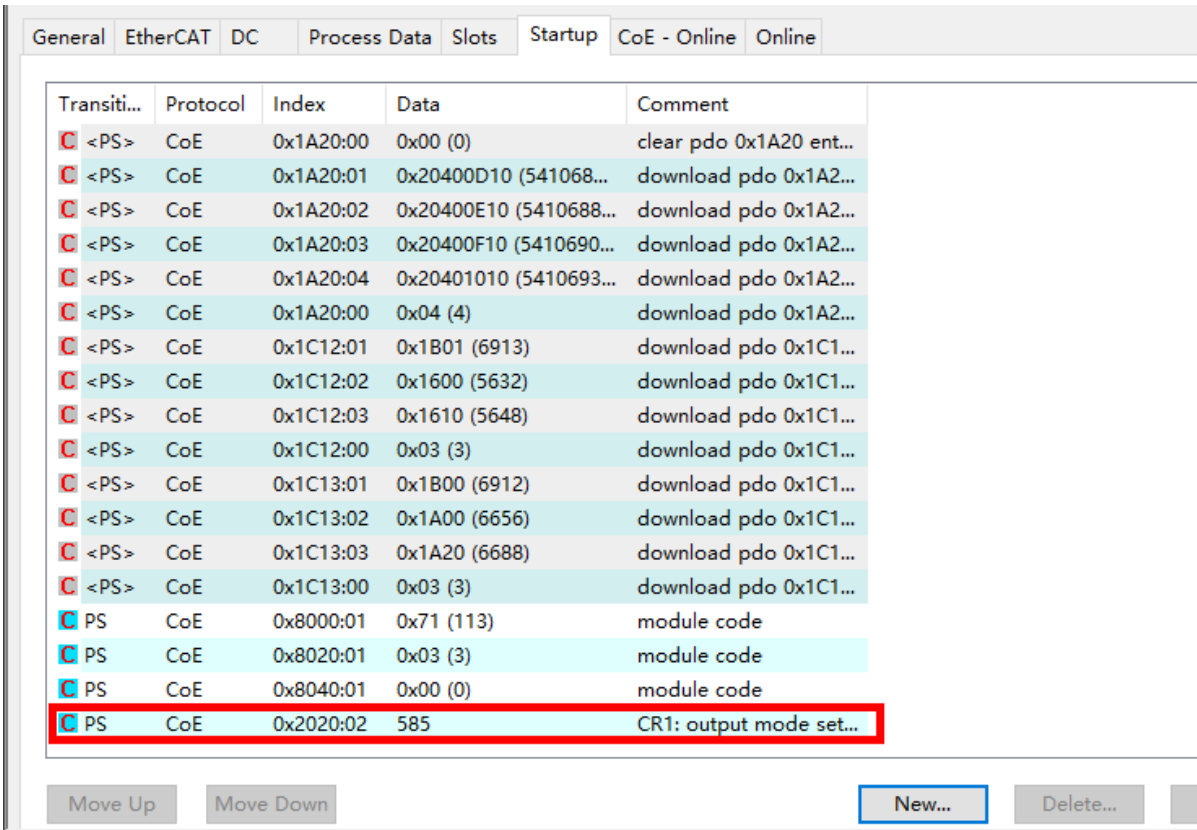 General EtherCAT DC Process Data Slots Startup CoE - Online Online
Transiti... Protocol Index Data Comment
C <PS> CoE 0x1A20:00 0x00 (0) clear pdo 0x1A20 ent...
C <PS> CoE 0x1A20:01 0x20400D10 (541068... download pdo 0x1A2...
C <PS> CoE 0x1A20:02 0x20400E10 (5410688... download pdo 0x1A2...
C <PS> CoE 0x1A20:03 0x20400F10 (5410690... download pdo 0x1A2...
C <PS> CoE 0x1A20:04 0x20401010 (5410693... download pdo 0x1A2...
C <PS> CoE 0x1A20:00 0x04 (4) download pdo 0x1A2...
C <PS> CoE 0x1C12:01 0x1B01 (6913) download pdo 0x1C1...
C <PS> CoE 0x1C12:02 0x1600 (5632) download pdo 0x1C1...
C <PS> CoE 0x1C12:03 0x1610 (5648) download pdo 0x1C1...
C <PS> CoE 0x1C12:00 0x03 (3) download pdo 0x1C1...
C <PS> CoE 0x1C13:01 0x1B00 (6912) download pdo 0x1C1...
C <PS> CoE 0x1C13:02 0x1A00 (6656) download pdo 0x1C1...
C <PS> CoE 0x1C13:03 0x1A20 (6688) download pdo 0x1C1...
C <PS> CoE 0x1C13:00 0x03 (3) download pdo 0x1C1...
C PS CoE 0x8000:01 0x71 (113) module code
C PS CoE 0x8020:01 0x03 (3) module code
C PS CoE 0x8040:01 0x00 (0) module code
C PS CoE 0x2020:02 585 CR1: output mode set...
Move Up Move Down New... Delete...